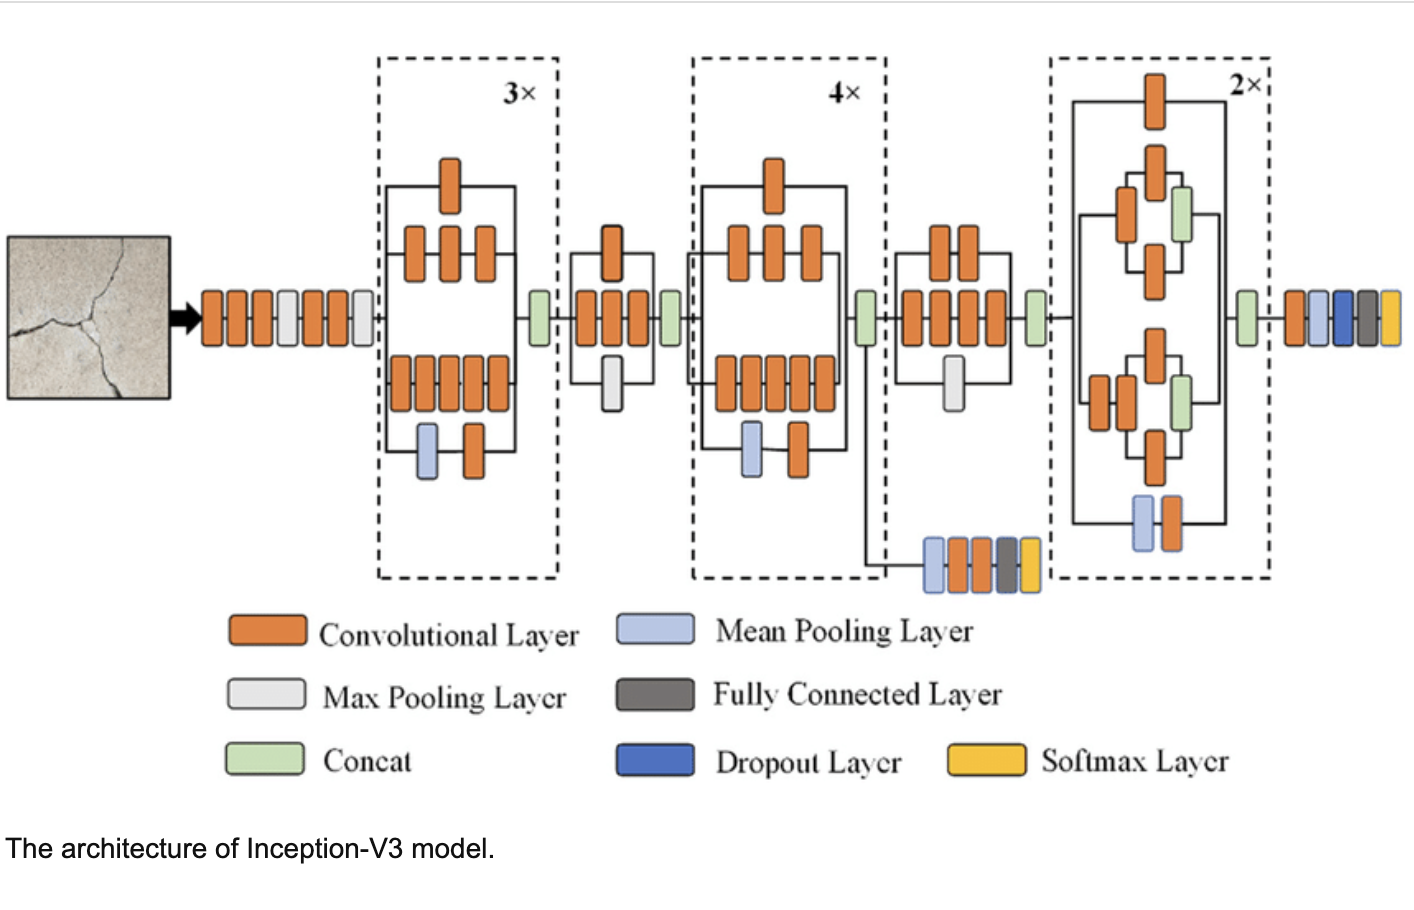 3×
4×
2×
Convolutional Layer
Mean Pooling Layer
Max Pooling Layer
Fully Connected Layer
Concat
Dropout Layer
Softmax Layer
The architecture of Inception-V3 model.